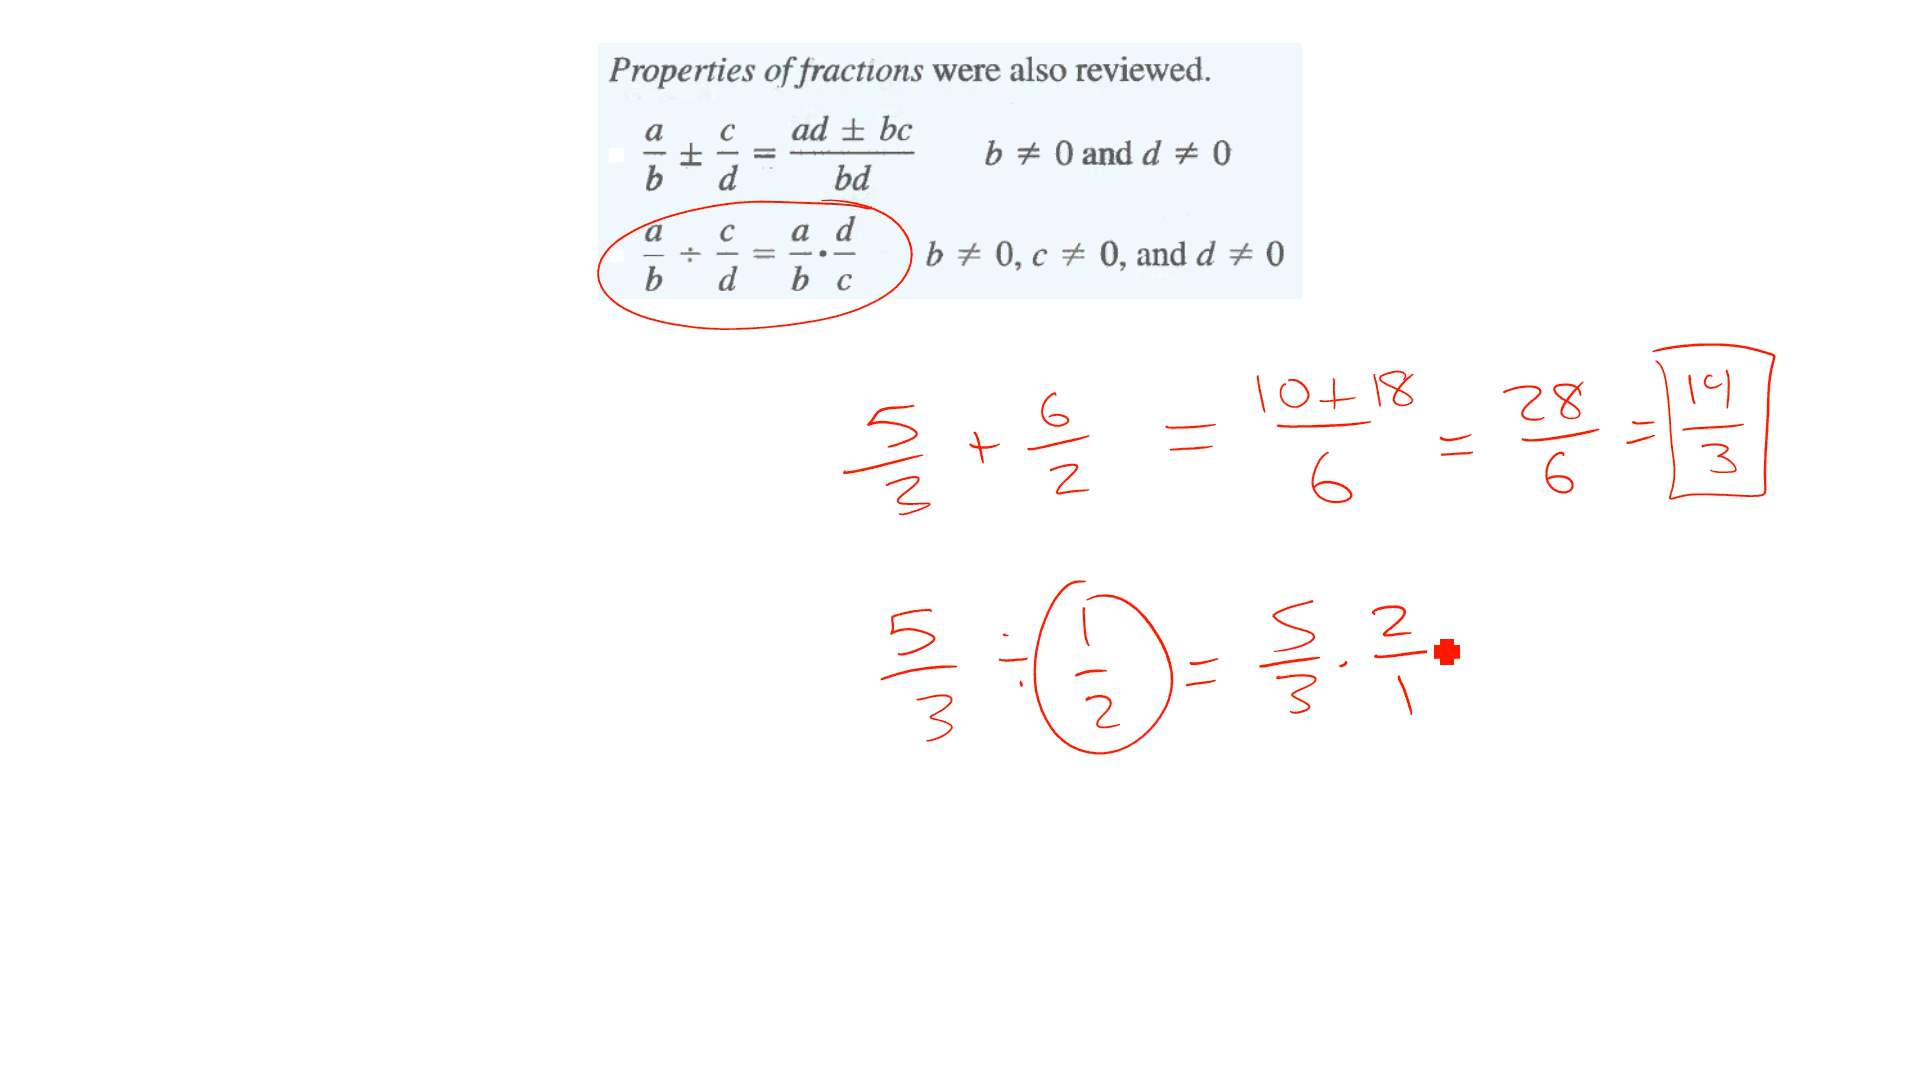 Properties of fractions were also reviewed.
a/b ± c/d = (ad ± bc)/bd b ≠ 0 and d ≠ 0
a/b ÷ c/d = a/b · d/c b ≠ 0, c ≠ 0, and d ≠ 0
5/3 + 6/2 = (10 + 18)/6 = 28/6 = 14/3
5/3 ÷ 1/2 = 5/3 · 2/1